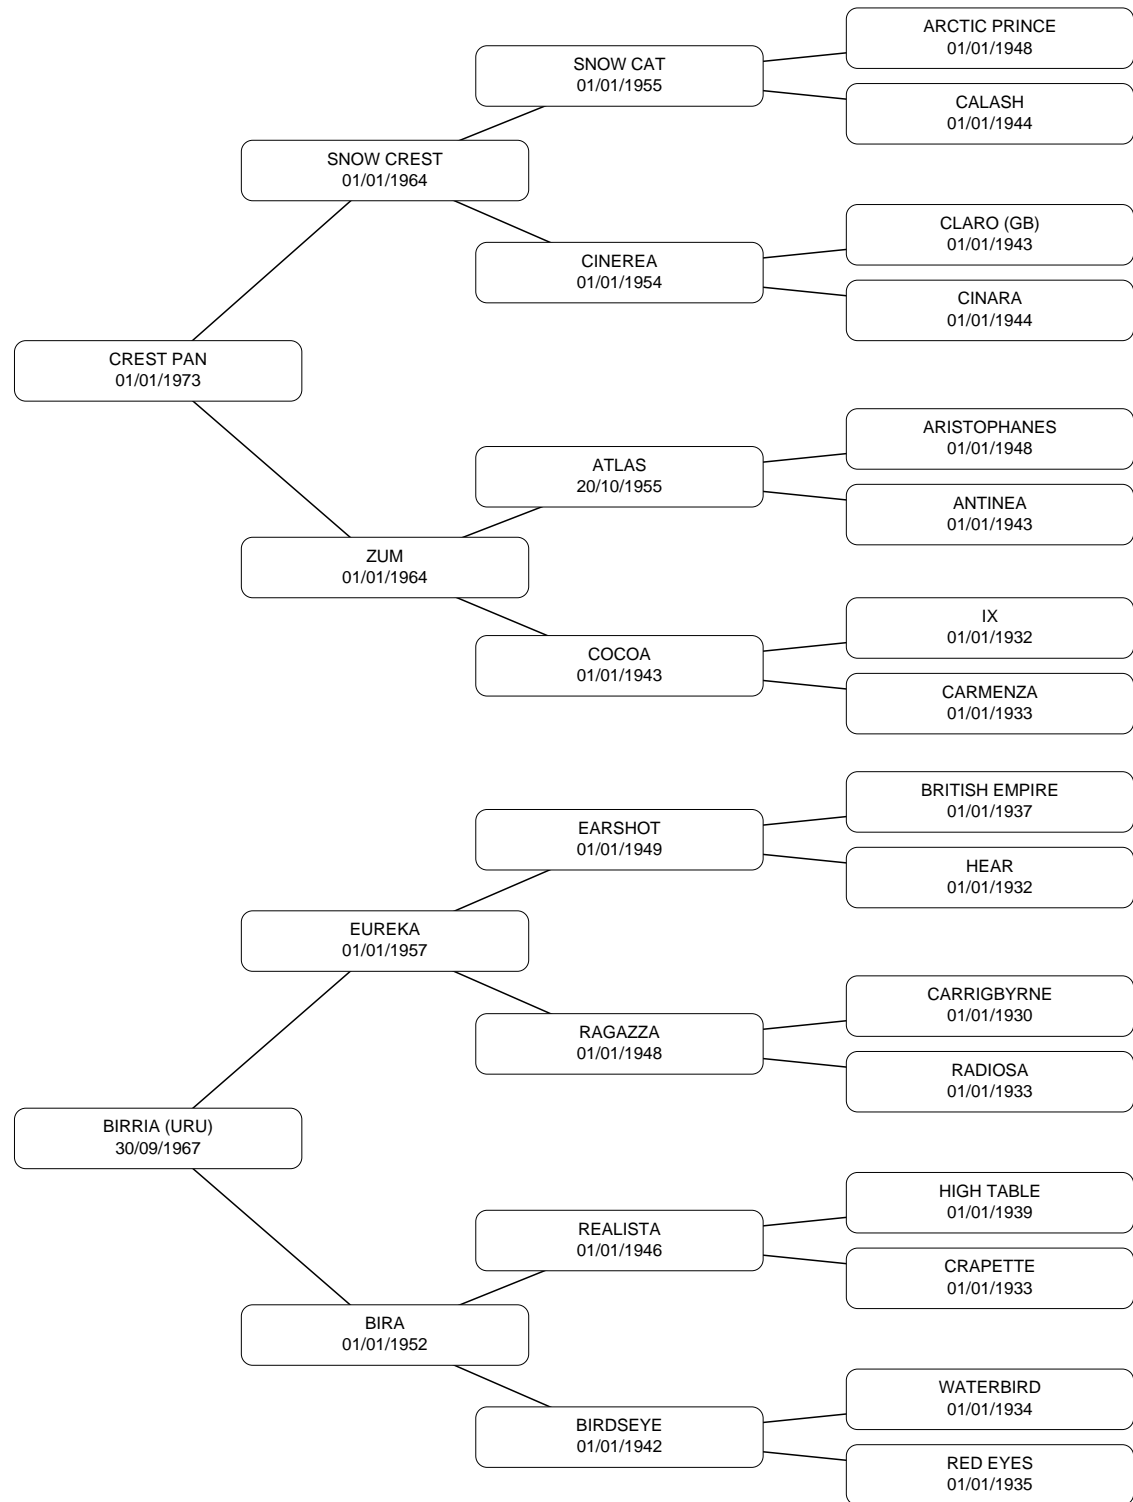 ARCTIC PRINCE
01/01/1948
SNOW CAT
01/01/1955
CALASH
01/01/1944
SNOW CREST
01/01/1964
CLARO (GB)
01/01/1943
CINEREA
01/01/1954
CINARA
01/01/1944
CREST PAN
01/01/1973
ARISTOPHANES
01/01/1948
ATLAS
20/10/1955
ANTINEA
01/01/1943
ZUM
01/01/1964
IX
01/01/1932
COCOA
01/01/1943
CARMENZA
01/01/1933
BRITISH EMPIRE
01/01/1937
EARSHOT
01/01/1949
HEAR
01/01/1932
EUREKA
01/01/1957
CARRIGBYRNE
01/01/1930
RAGAZZA
01/01/1948
RADIOSA
01/01/1933
BIRRIA (URU)
30/09/1967
HIGH TABLE
01/01/1939
REALISTA
01/01/1946
CRAPETTE
01/01/1933
BIRA
01/01/1952
WATERBIRD
01/01/1934
BIRDSEYE
01/01/1942
RED EYES
01/01/1935